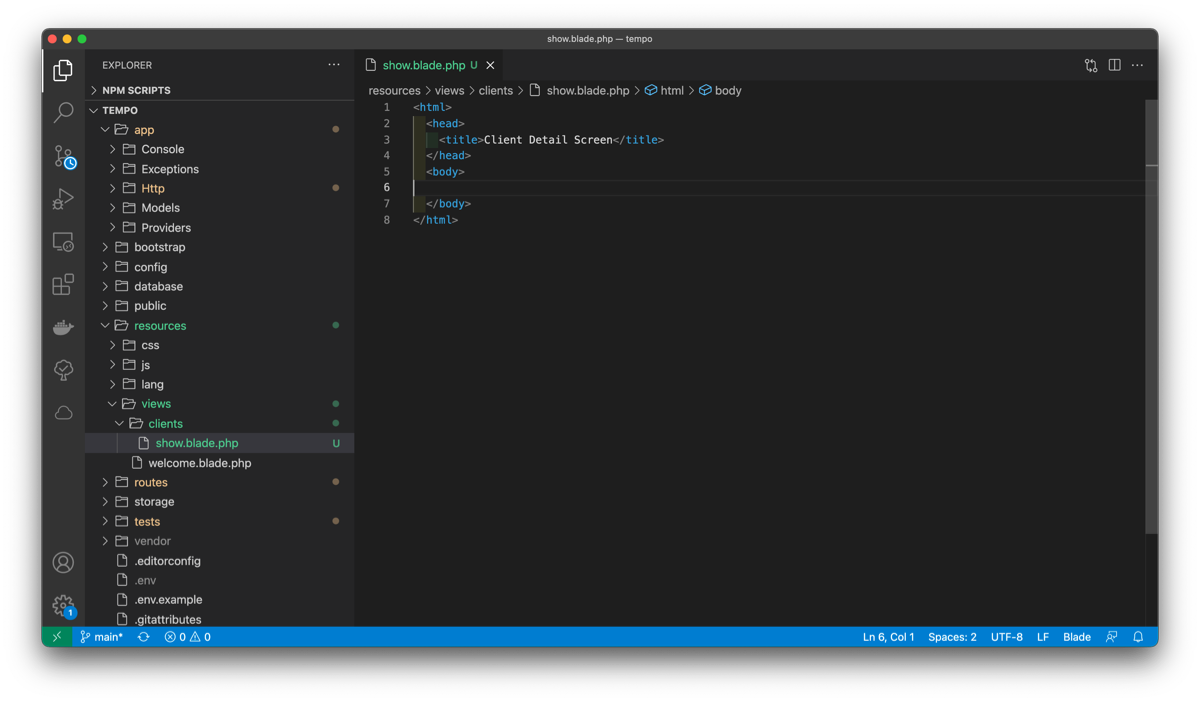 show.blade.php — tempo
EXPLORER
NPM SCRIPTS
TEMPO
app
Console
Exceptions
Http
Models
Providers
bootstrap
config
database
public
resources
css
js
lang
views
clients
show.blade.php U
welcome.blade.php
routes
storage
tests
vendor
.editorconfig
.env
.env.example
.gitattributes
1
show.blade.php U
resources > views > clients > show.blade.php > html > body
1 <html>
2 <head>
3 <title>Client Detail Screen</title>
4 </head>
5 <body>
6
7 </body>
8 </html>
main* 0 0 Ln 6, Col 1 Spaces: 2 UTF-8 LF Blade